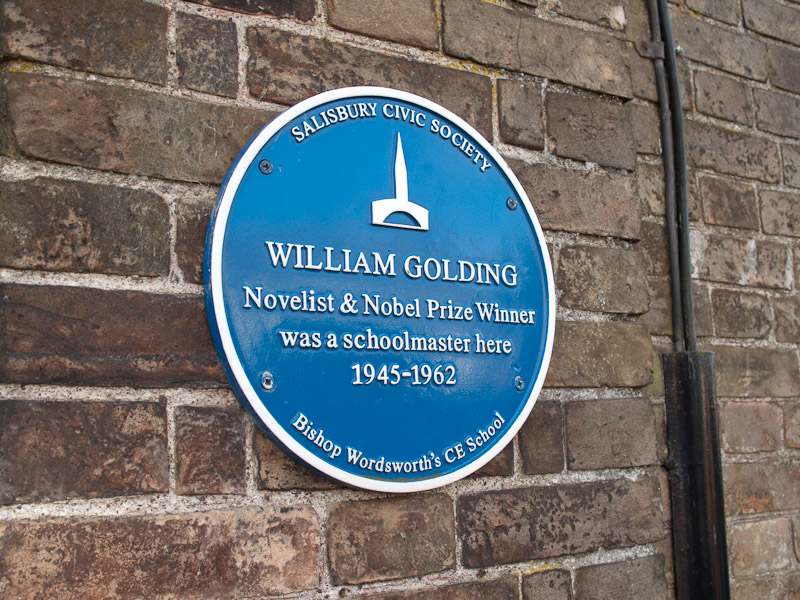 SALISBURY CIVIC SOCIETY
WILLIAM GOLDING
Novelist & Nobel Prize Winner
was a schoolmaster here
1945-1962
Bishop Wordsworth's CE School